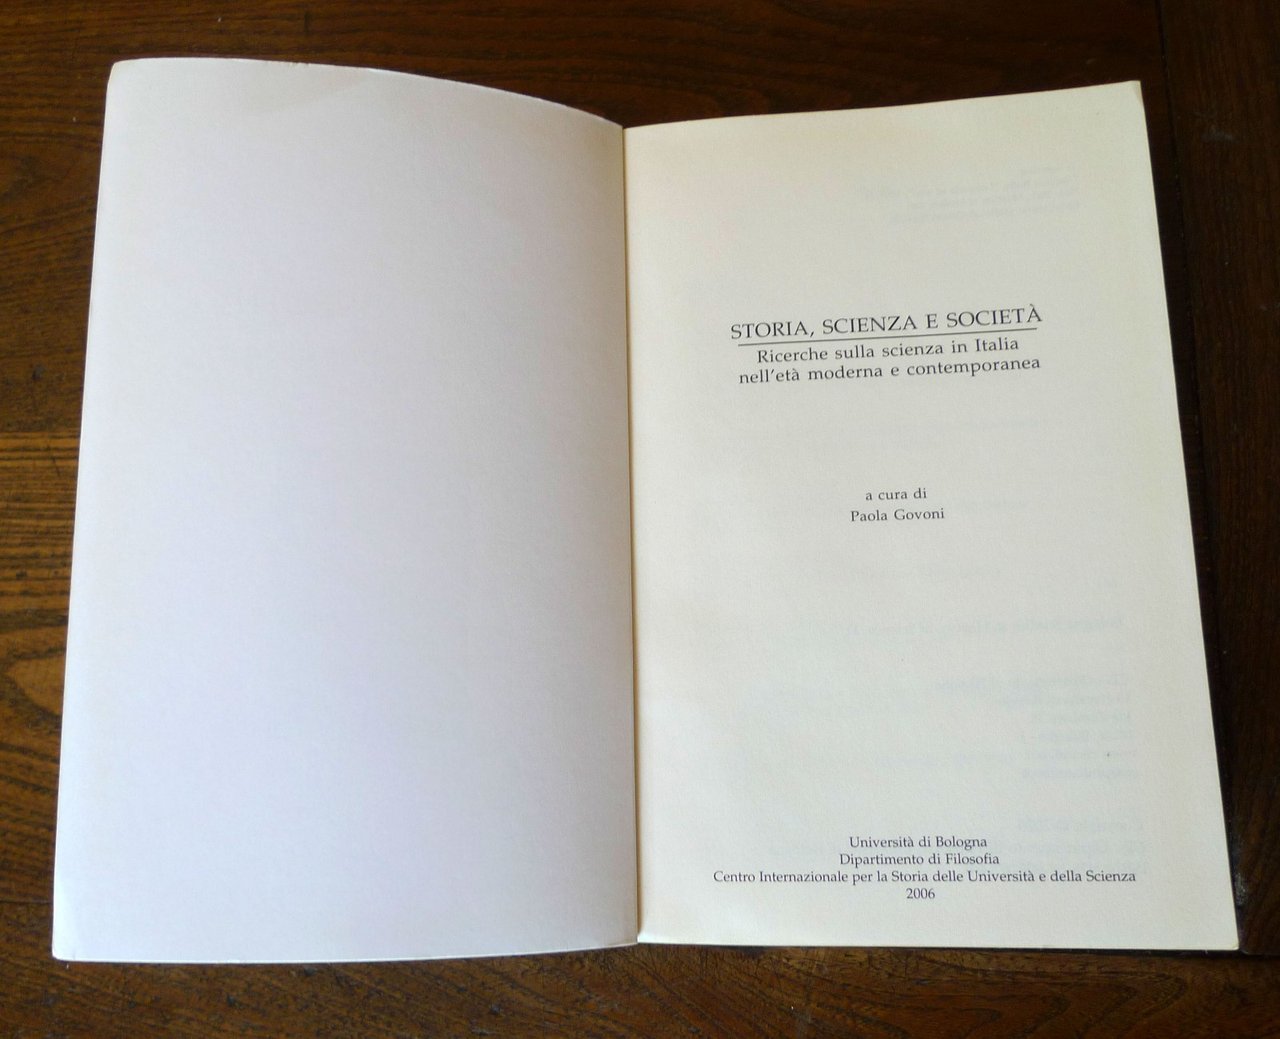 STORIA, SCIENZA E SOCIETÀ
Ricerche sulla scienza in Italia
nell'età moderna e contemporanea
a cura di
Paola Govoni
Università di Bologna
Dipartimento di Filosofia
Centro Internazionale per la Storia delle Università e della Scienza
2006